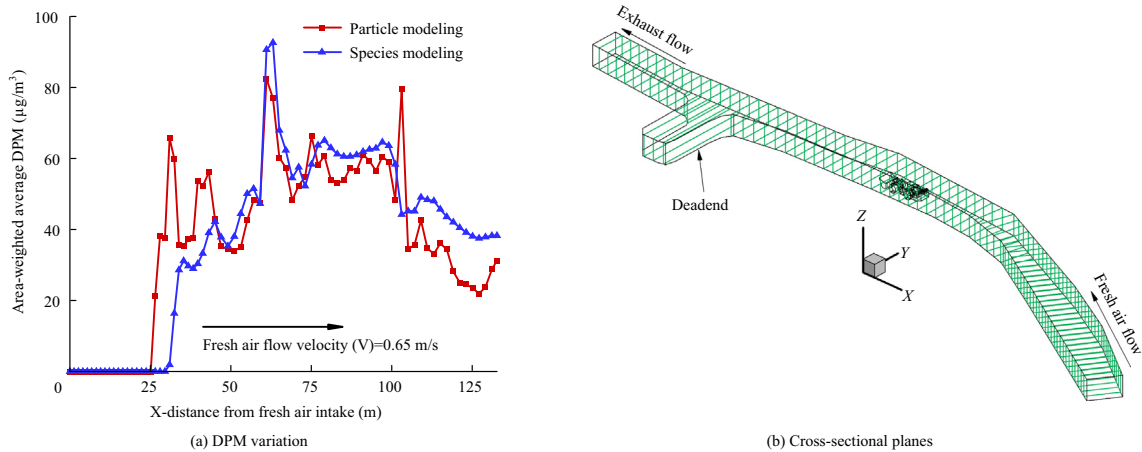 100
80
60
40
20
0
25
50
75
100
125
Area-weighted average DPM (μg/m³)
Particle modeling
Species modeling
Fresh air flow velocity (V)=0.65 m/s
X-distance from fresh air intake (m)
(a) DPM variation
Exhaust flow
Deadend
Z
Y
X
Fresh air flow
(b) Cross-sectional planes